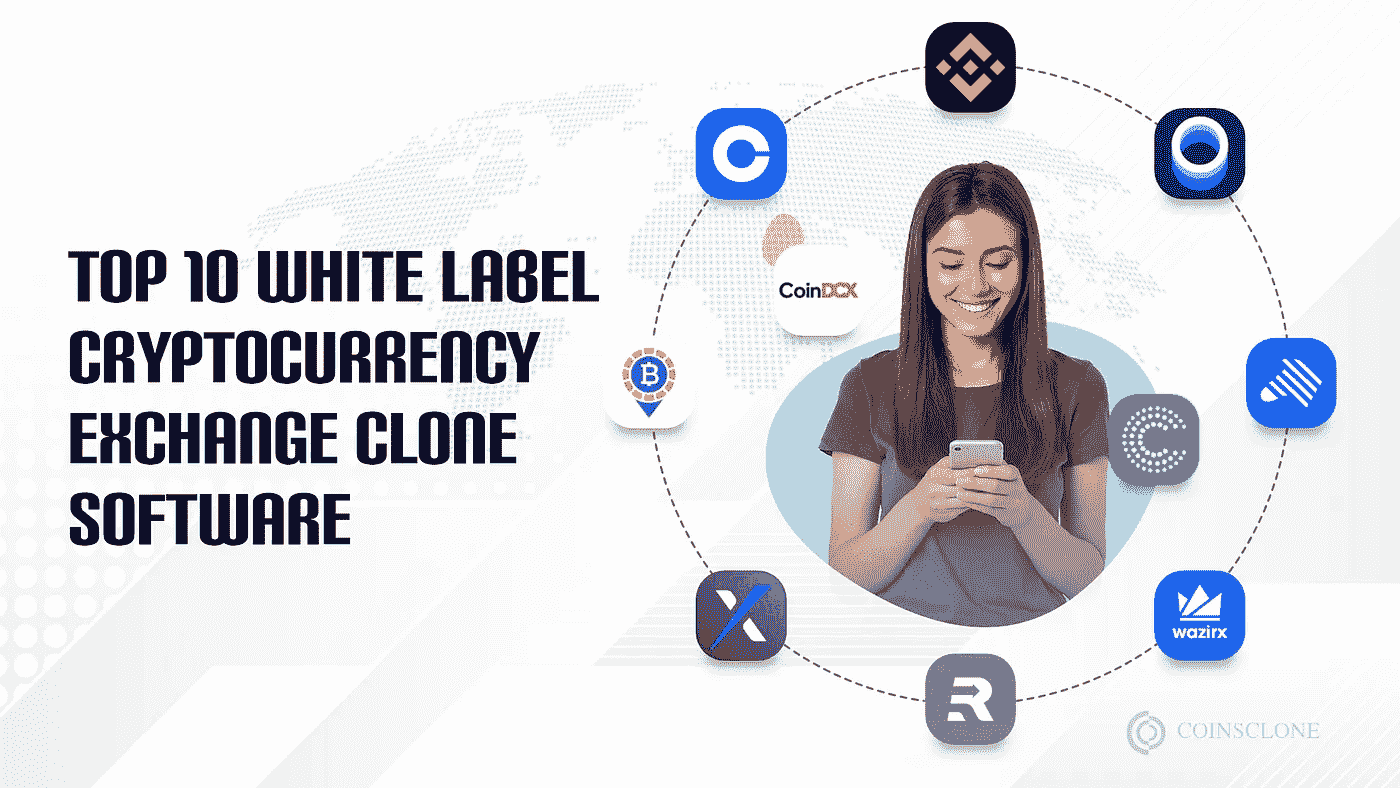 TOP 10 WHITE LABEL
CRYPTOCURRENCY
EXCHANGE CLONE
SOFTWARE
CoinDCX
wazirx
COINSCLONE